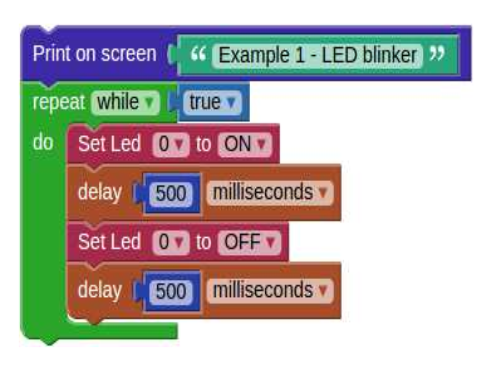 Print on screen “ Example 1 - LED blinker ”
repeat while true
do Set Led 0 to ON
delay 500 milliseconds
Set Led 0 to OFF
delay 500 milliseconds